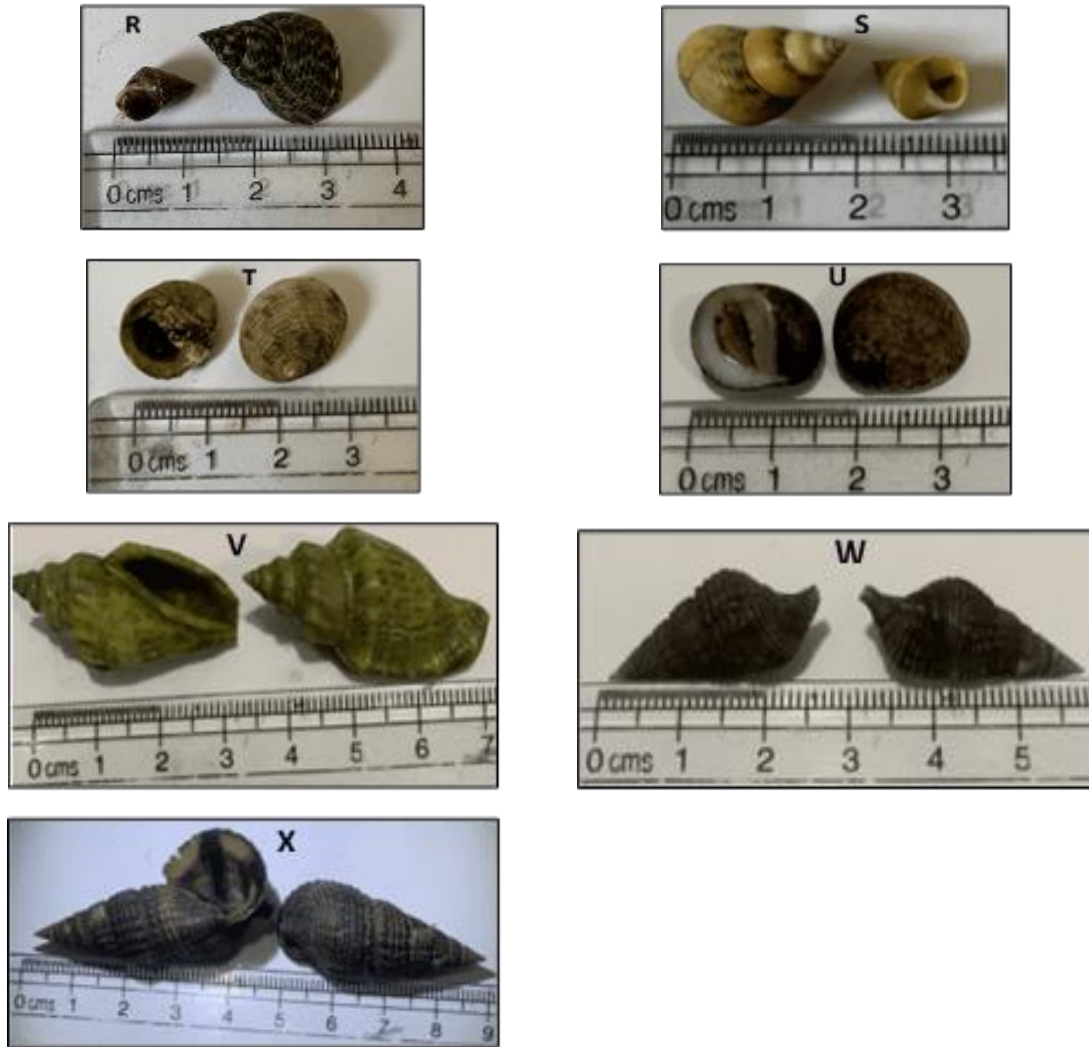 R
0 cms 1 2 3 4
S
0 cms 1 2 3
T
0 cms 1 2 3
U
0 cms 1 2 3
V
0 cms 1 2 3 4 5 6 7
W
0 cms 1 2 3 4 5
X
0 cms 1 2 3 4 5 6 7 8 9